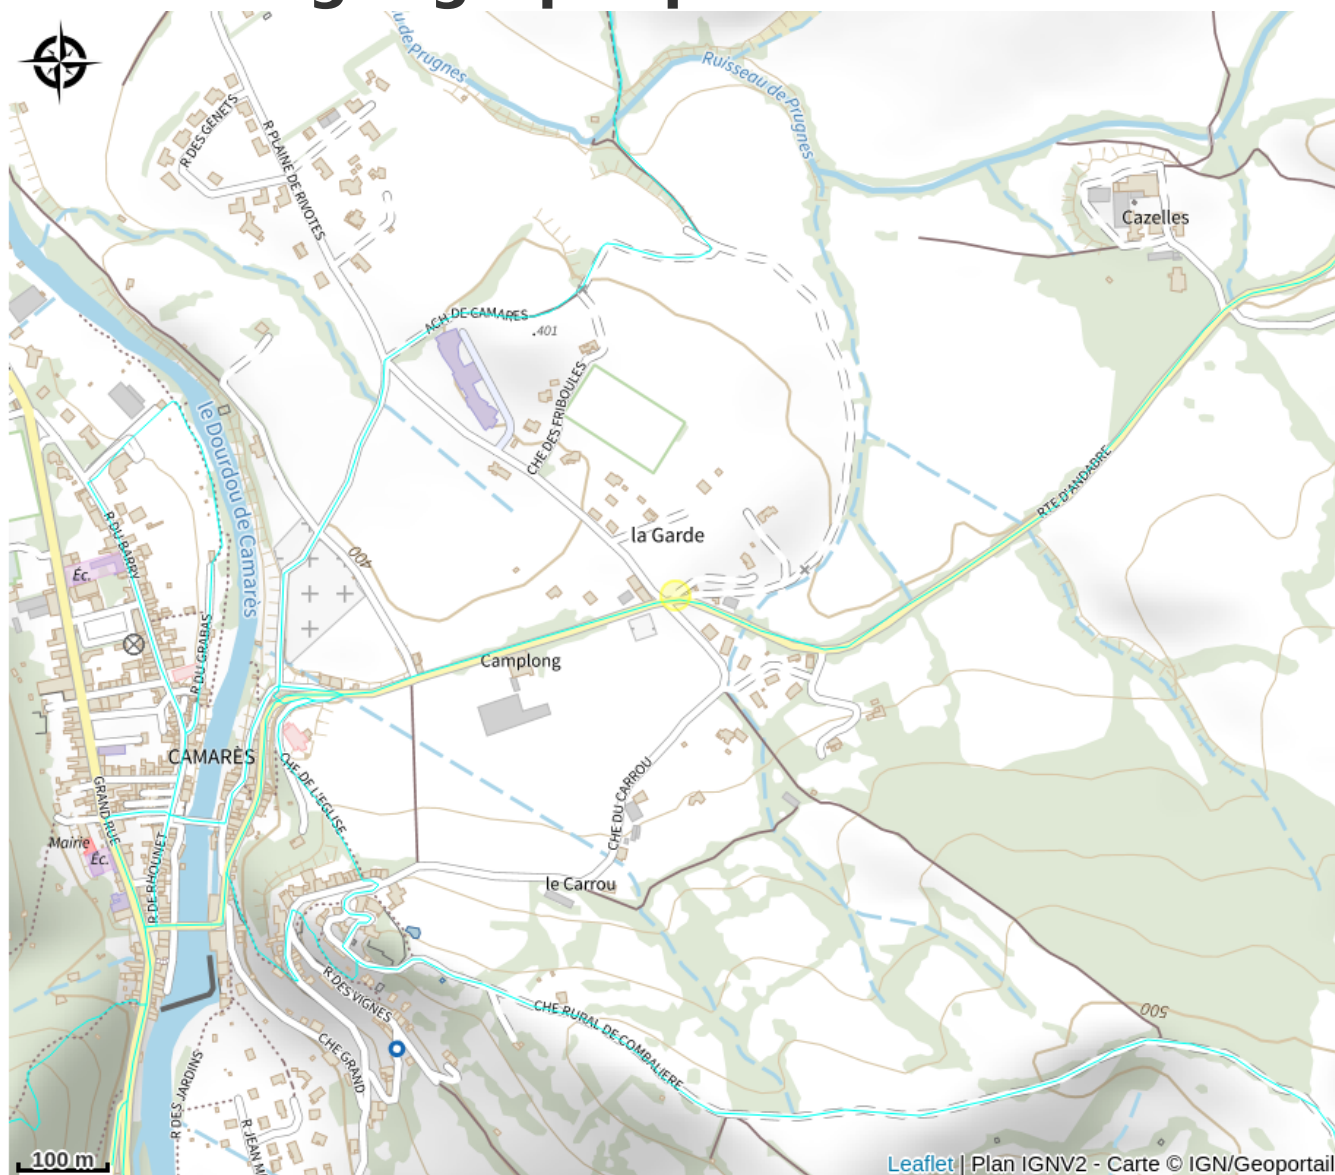 de Prugnes
Ruisseau de Prugnes
R DES GENETS
R PLAINE DE RIVOTES
Cazelles
ACH DE CAMARES
.401
CHE DES FRIBOULES
le Dourdou de Camarès
RTE D'ANDABRE
R DU BARRY
400
la Garde
Éc.
R DU GRABAS
Camplong
CAMARÈS
CHE DE L'EGLISE
GRAND RUE
CHE DU CARROU
Mairie
Éc.
R DE RHOUNET
le Carrou
R DES VIGNES
CHE RURAL DE COMBALIERE
500
CHE GRAND
R DES JARDINS
R JEAN M
100 m
Leaflet | Plan IGNV2 - Carte © IGN/Geoportail